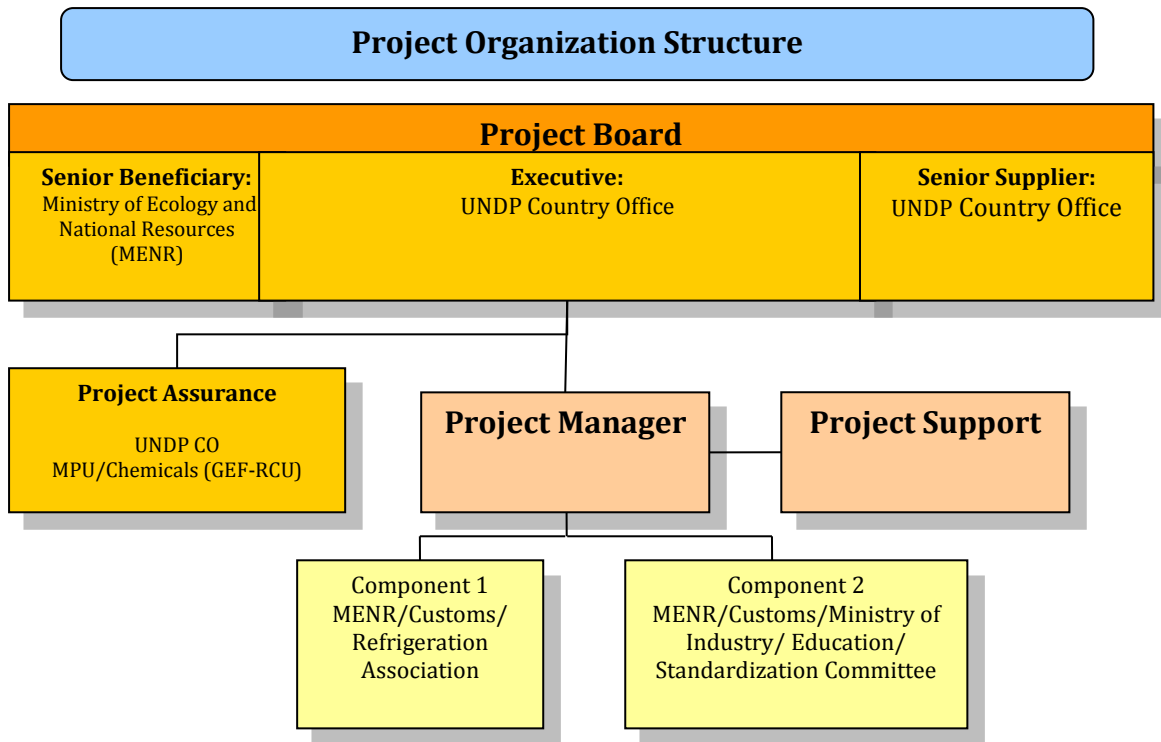 Project Organization Structure
Project Board
Senior Beneficiary:
Ministry of Ecology and
National Resources
(MENR)
Executive:
UNDP Country Office
Senior Supplier:
UNDP Country Office
Project Assurance
UNDP CO
MPU/Chemicals (GEF-RCU)
Project Manager
Project Support
Component 1
MENR/Customs/
Refrigeration
Association
Component 2
MENR/Customs/Ministry of
Industry/ Education/
Standardization Committee